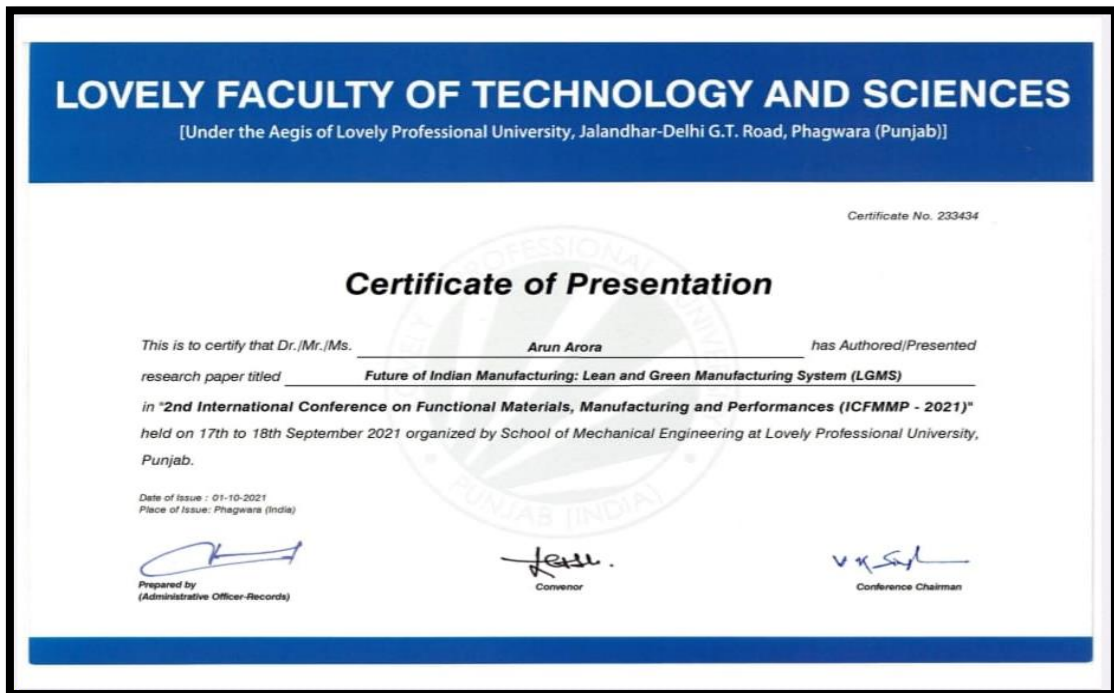 LOVELY FACULTY OF TECHNOLOGY AND SCIENCES
[Under the Aegis of Lovely Professional University, Jalandhar-Delhi G.T. Road, Phagwara (Punjab)]
Certificate No. 233434
Certificate of Presentation
This is to certify that Dr./Mr./Ms. Arun Arora has Authored/Presented
research paper titled Future of Indian Manufacturing: Lean and Green Manufacturing System (LGMS)
in "2nd International Conference on Functional Materials, Manufacturing and Performances (ICFMMP - 2021)"
held on 17th to 18th September 2021 organized by School of Mechanical Engineering at Lovely Professional University,
Punjab.
LOVELY PROFESSIONAL UNIVERSITY
PUNJAB (INDIA)
Date of Issue : 01-10-2021
Place of Issue: Phagwara (India)
Prepared by
(Administrative Officer-Records)
Convenor
Conference Chairman